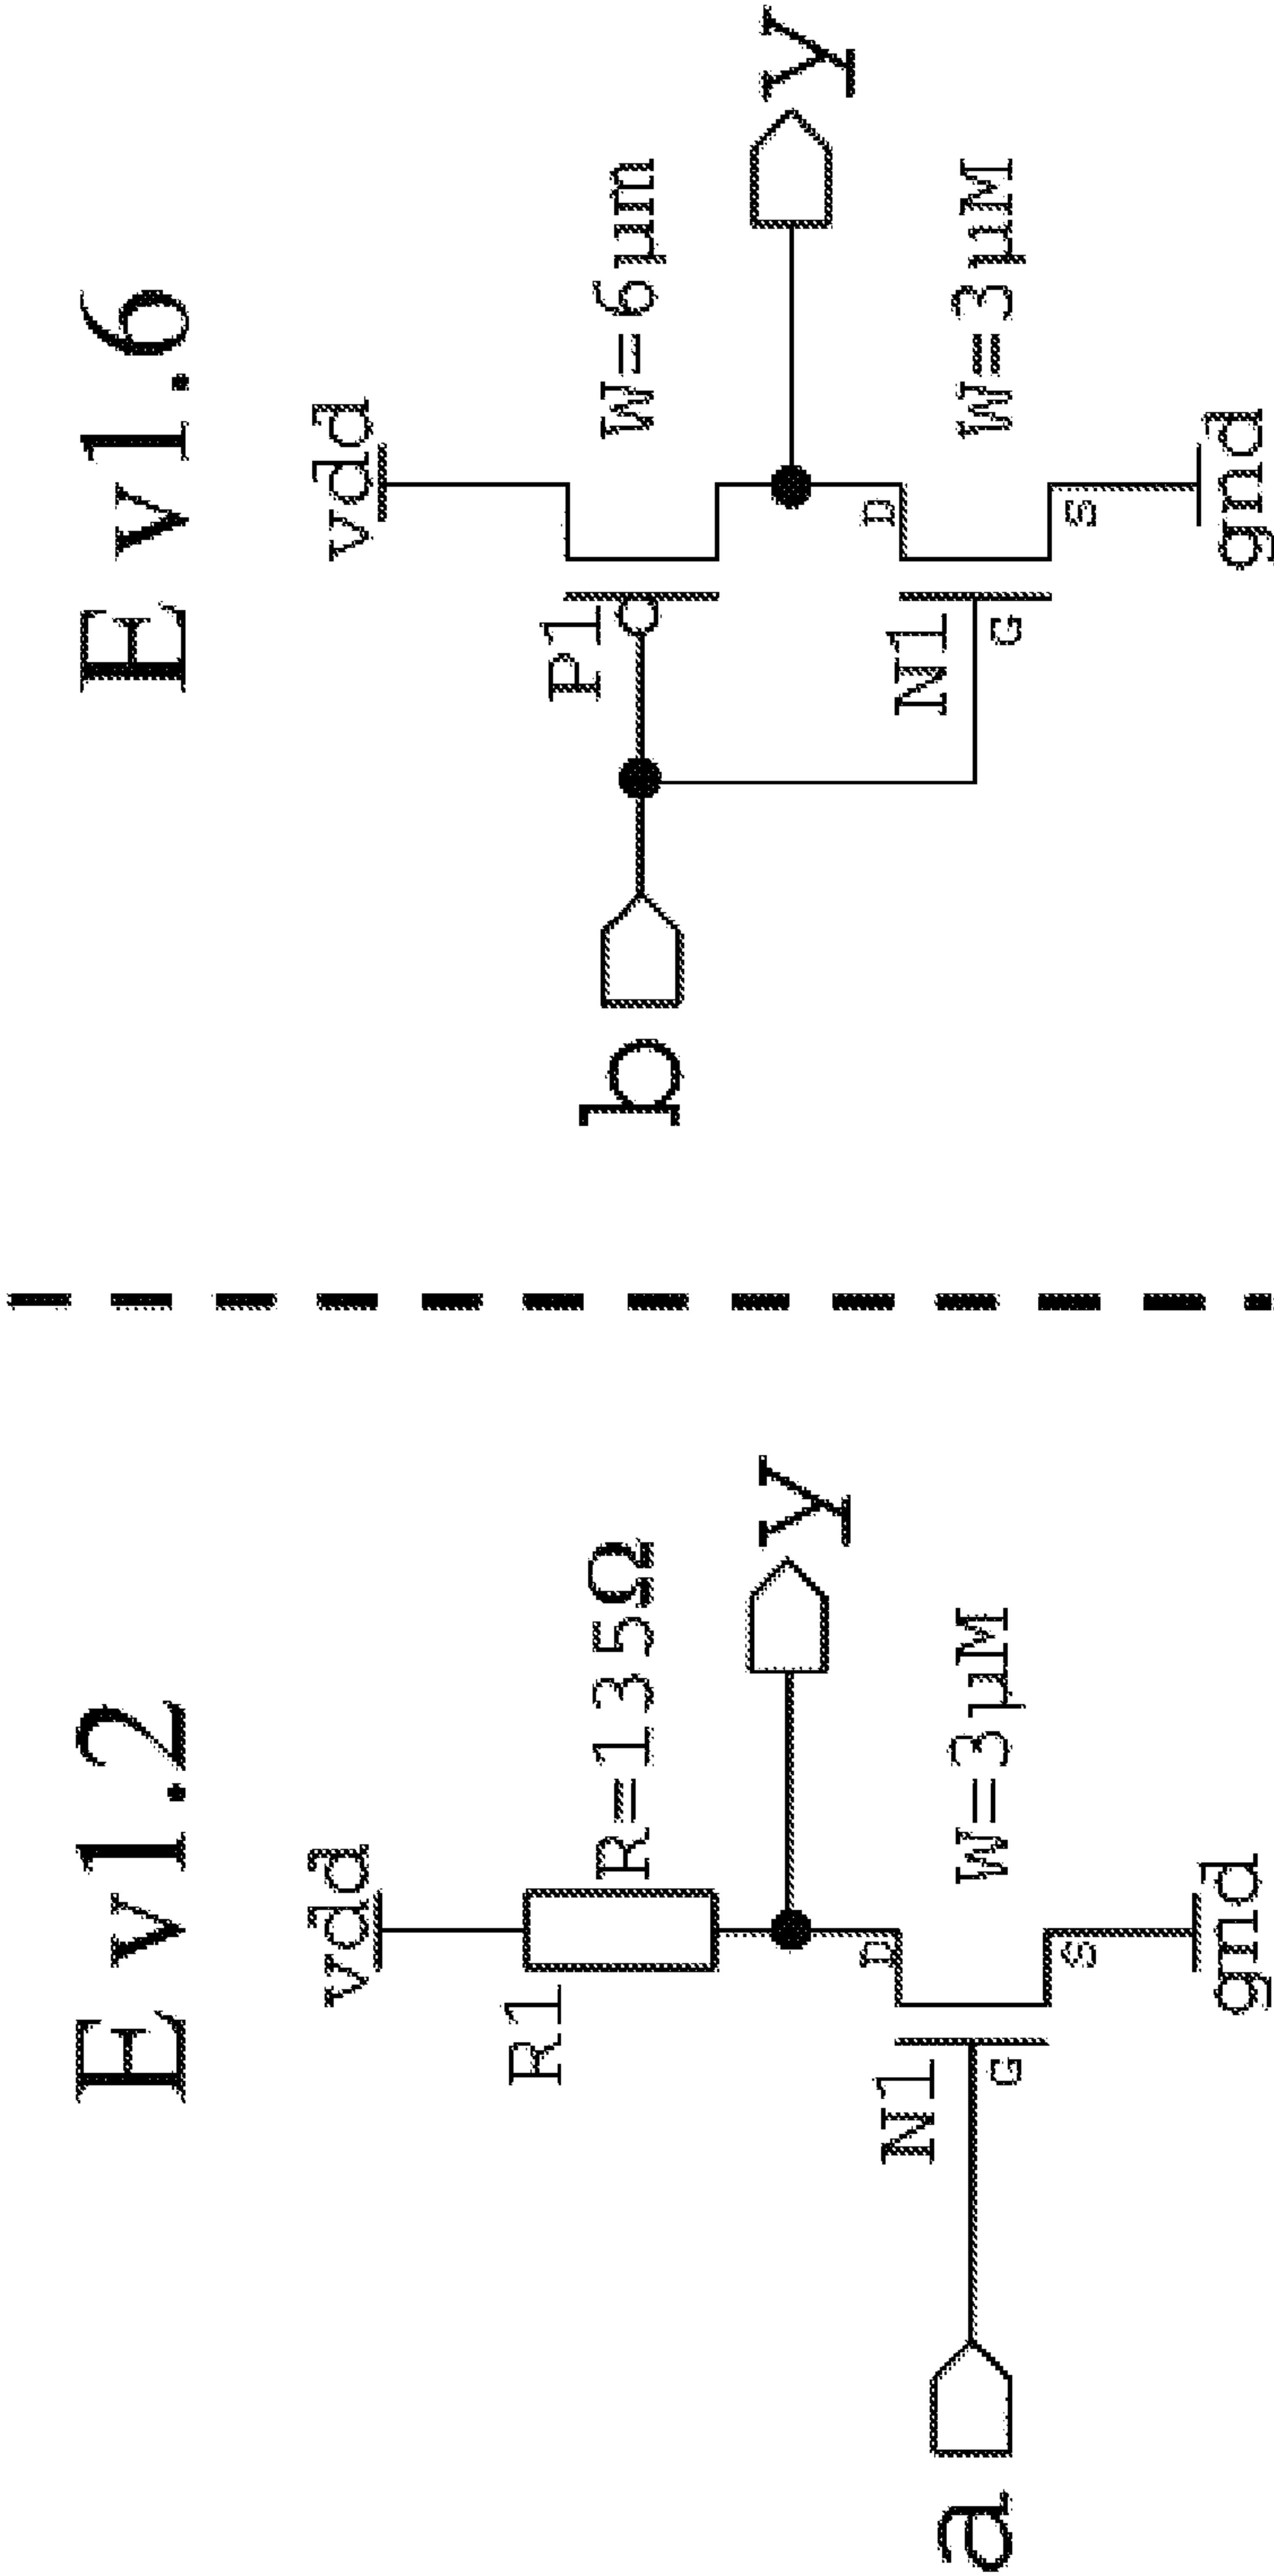 E v1.2
vdd
R1
R=135Ω
y
D
N1
W=3µM
G
S
a
gnd
E v1.6
vdd
P1
W=6µm
b
y
D
N1
W=3µM
G
S
gnd